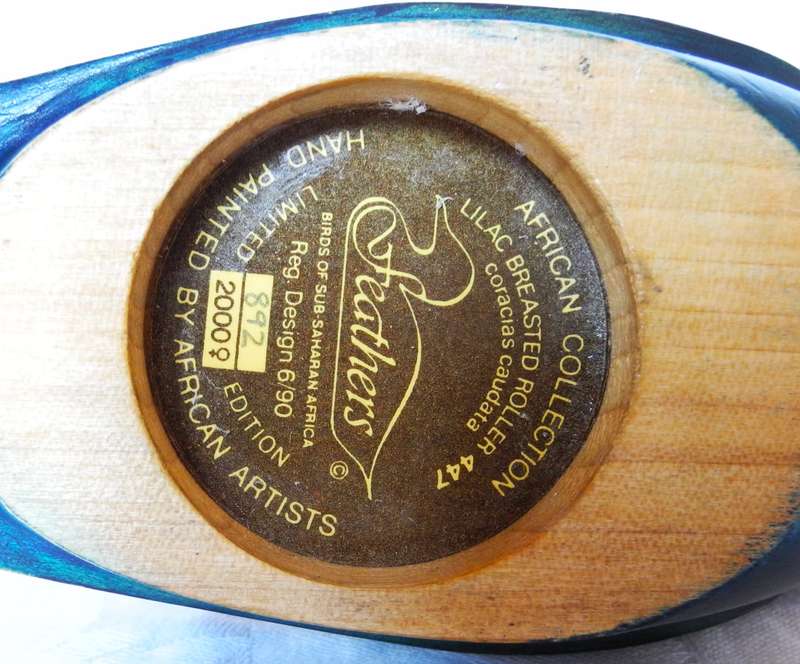 AFRICAN COLLECTION
LILAC BREASTED ROLLER 447
coracias caudata
feathers ©
BIRDS OF SUB-SAHARAN AFRICA
Reg. Design 6/90
LIMITED 892 EDITION
2000♀
HAND PAINTED BY AFRICAN ARTISTS